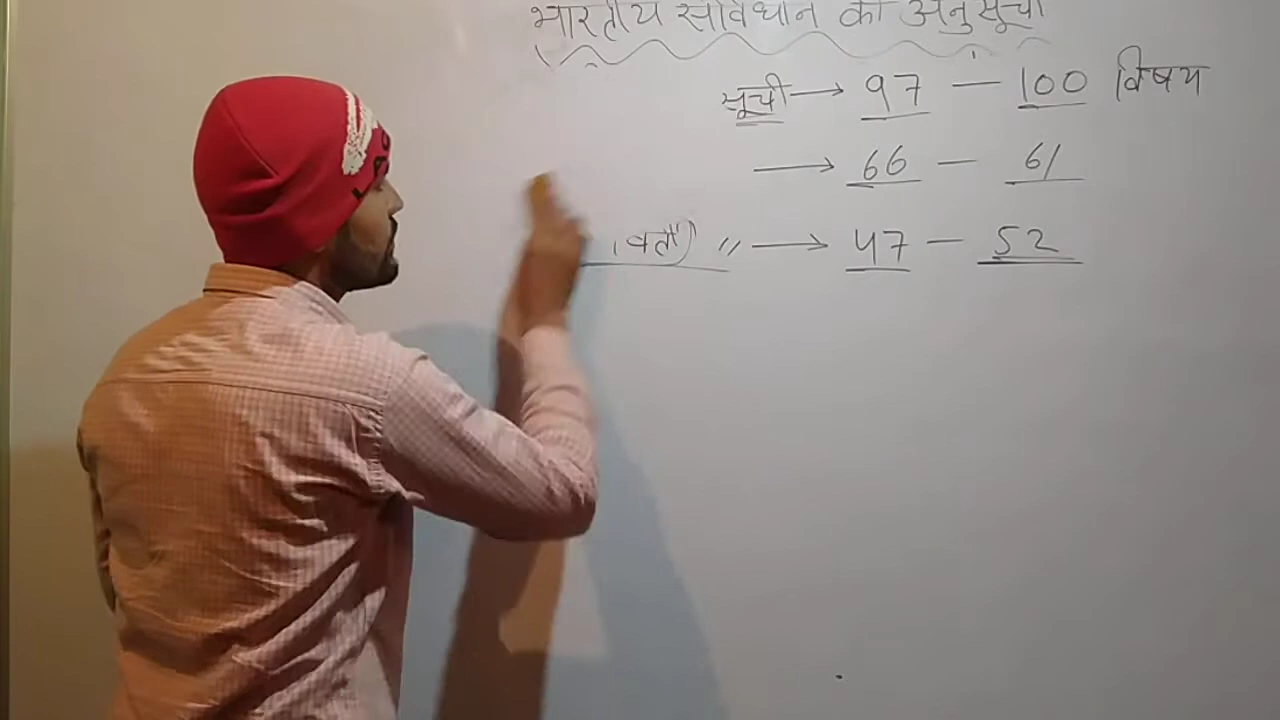 भारतीय संविधान की अनुसूची
सूची → 97 — 100 विषय
→ 66 — 61
वर्ती " → 47 — 52